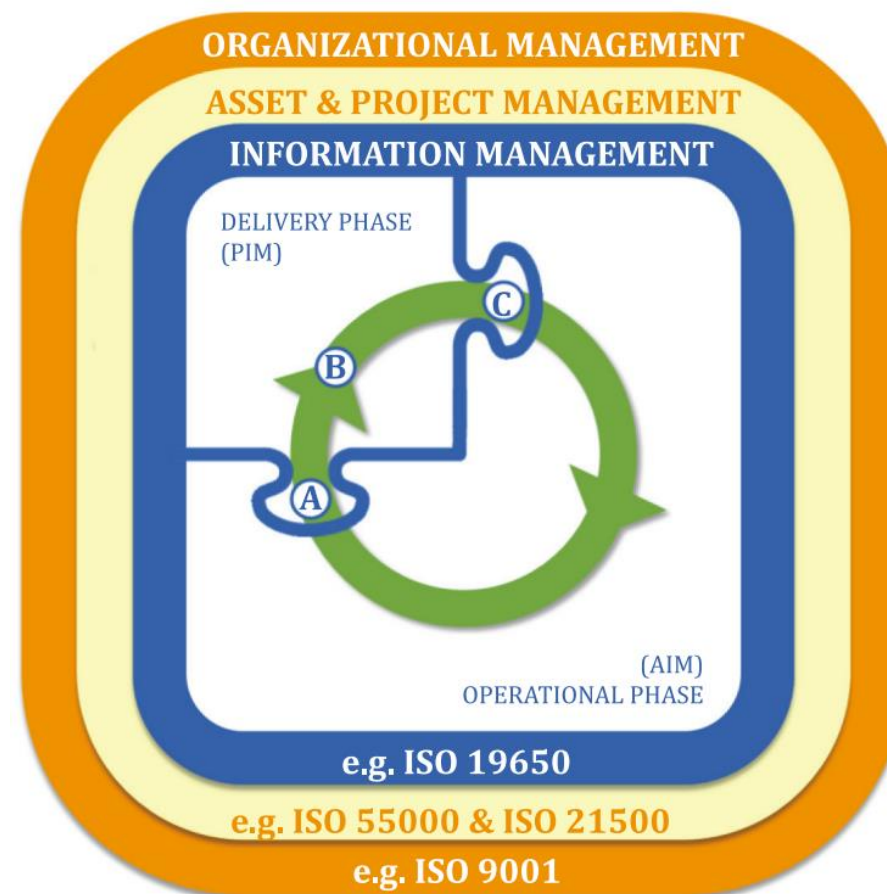 ORGANIZATIONAL MANAGEMENT
ASSET & PROJECT MANAGEMENT
INFORMATION MANAGEMENT
DELIVERY PHASE
(PIM)
C
B
A
(AIM)
OPERATIONAL PHASE
e.g. ISO 19650
e.g. ISO 55000 & ISO 21500
e.g. ISO 9001